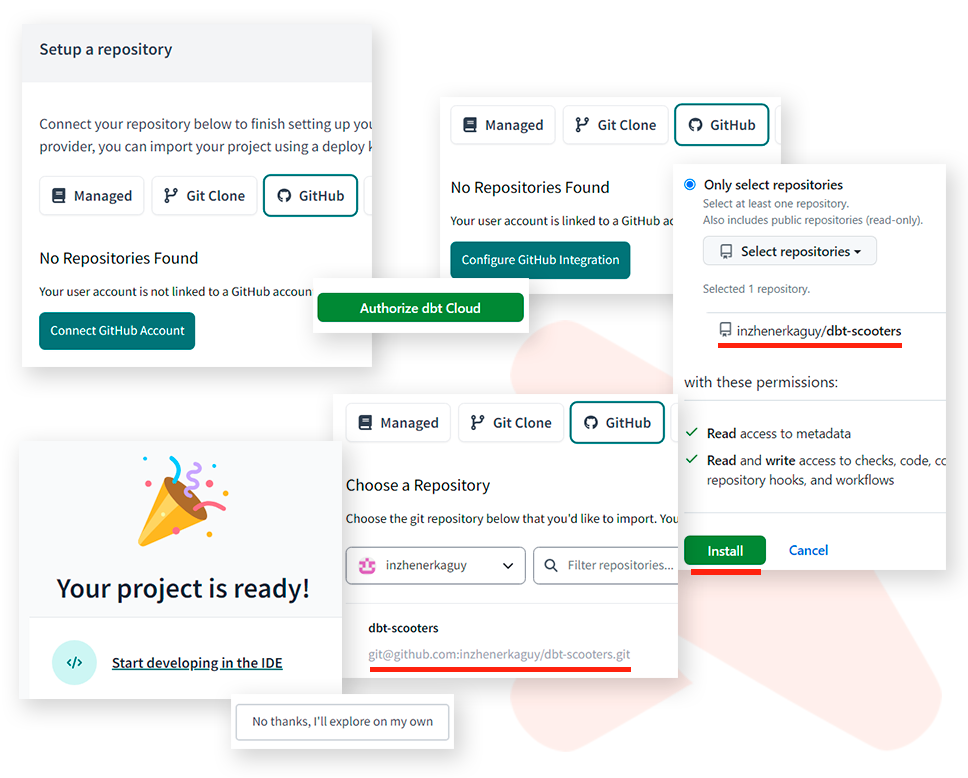 Setup a repository
Connect your repository below to finish setting up
provider, you can import your project using a deploy
Managed
Git Clone
GitHub
No Repositories Found
Your user account is not linked to a GitHub account
Connect GitHub Account
Authorize dbt Cloud
Managed
Git Clone
GitHub
No Repositories Found
Your user account is linked to a GitHub
Configure GitHub Integration
Only select repositories
Select at least one repository.
Also includes public repositories (read-only).
Select repositories
Selected 1 repository.
inzhenerkaguy/dbt-scooters
with these permissions:
Read access to metadata
Read and write access to checks, code,
repository hooks, and workflows
Install
Cancel
Managed
Git Clone
GitHub
Choose a Repository
Choose the git repository below that you'd like to import. You
inzhenerkaguy
Filter repositories...
dbt-scooters
git@github.com:inzhenerkaguy/dbt-scooters.git
Your project is ready!
</>
Start developing in the IDE
No thanks, I'll explore on my own